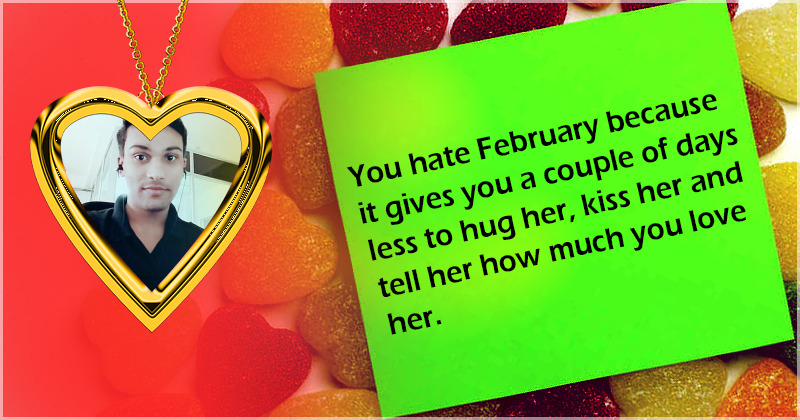 You hate February because
it gives you a couple of days
less to hug her, kiss her and
tell her how much you love
her.